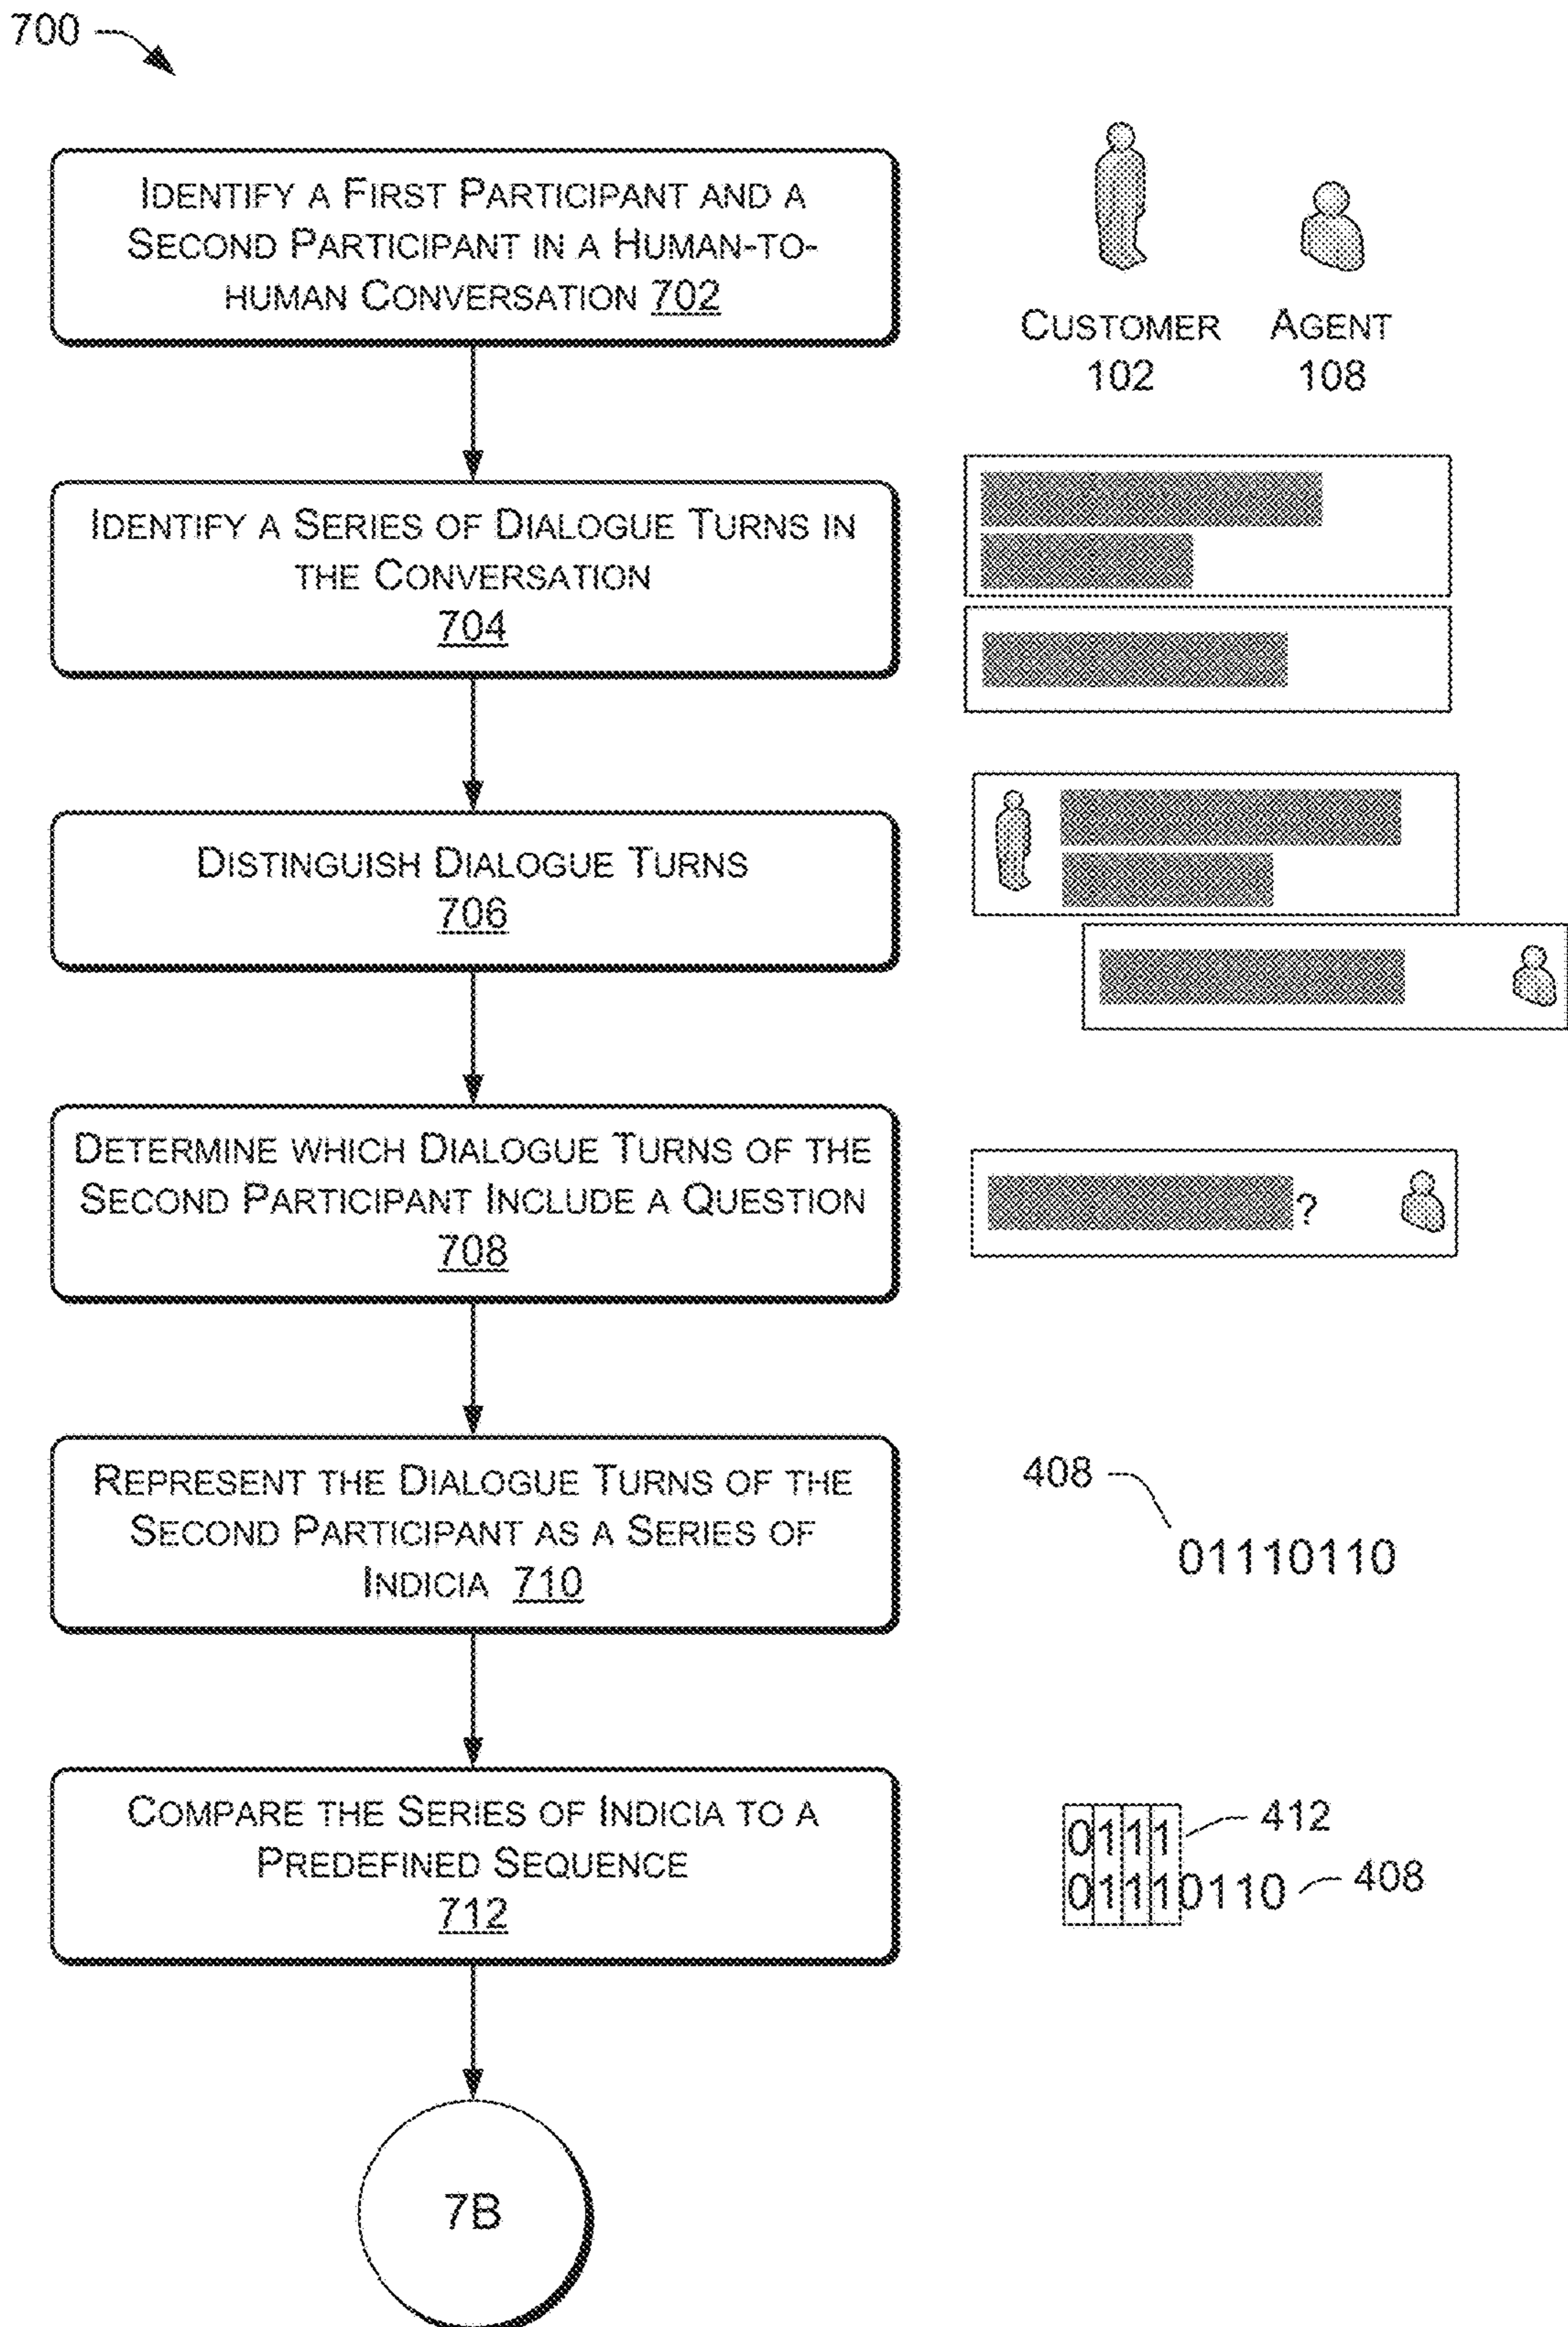 700
IDENTIFY A FIRST PARTICIPANT AND A
SECOND PARTICIPANT IN A HUMAN-TO-
HUMAN CONVERSATION 702
CUSTOMER
102
AGENT
108
IDENTIFY A SERIES OF DIALOGUE TURNS IN
THE CONVERSATION
704
DISTINGUISH DIALOGUE TURNS
706
DETERMINE WHICH DIALOGUE TURNS OF THE
SECOND PARTICIPANT INCLUDE A QUESTION
708
?
REPRESENT THE DIALOGUE TURNS OF THE
SECOND PARTICIPANT AS A SERIES OF
INDICIA 710
408
01110110
COMPARE THE SERIES OF INDICIA TO A
PREDEFINED SEQUENCE
712
0111
412
01110110
408
7B